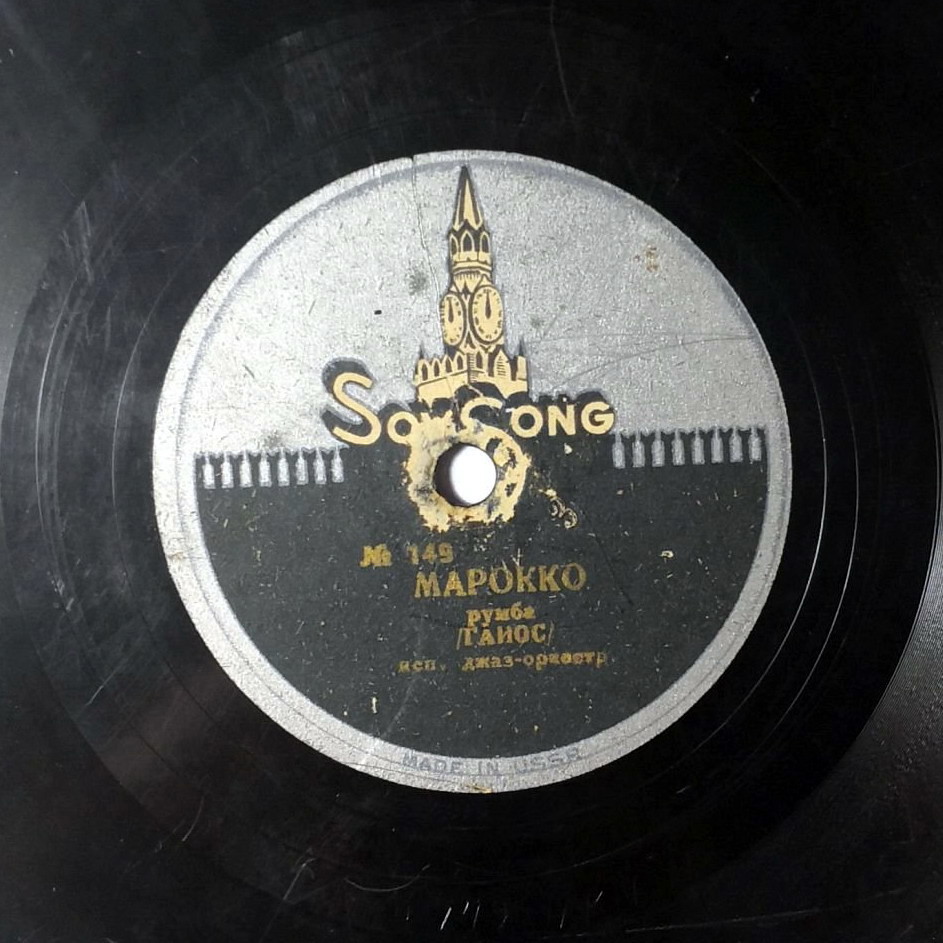 SovSong
№ 149
МАРОККО
румба
/ГАЙОС/
исп. джаз-оркестр
MADE IN USSR